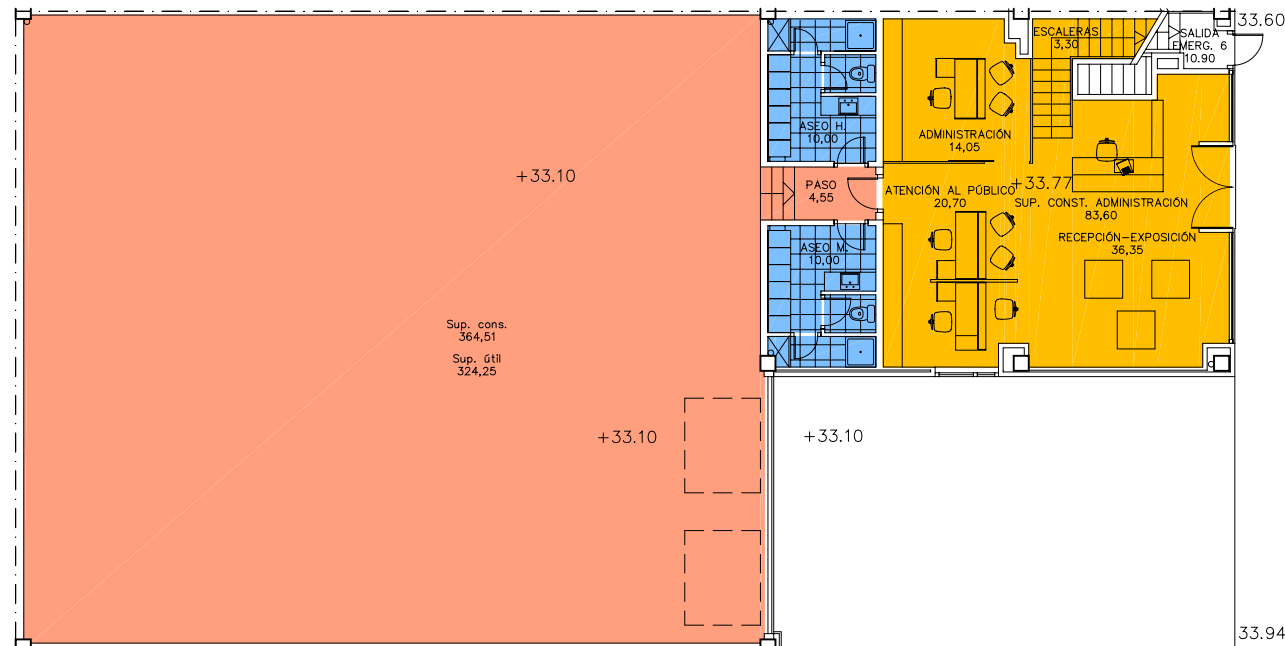 33.60
ESCALERAS
3,30
SALIDA
EMERG. 6
10.90
ASEO H.
10,00
ADMINISTRACIÓN
14,05
+33.10
PASO
4,55
ATENCIÓN AL PÚBLICO
20,70
+33.77
SUP. CONST. ADMINISTRACIÓN
83,60
RECEPCIÓN-EXPOSICIÓN
36,35
ASEO M.
10,00
Sup. cons.
364,51
Sup. útil
324,25
+33.10
+33.10
33.94